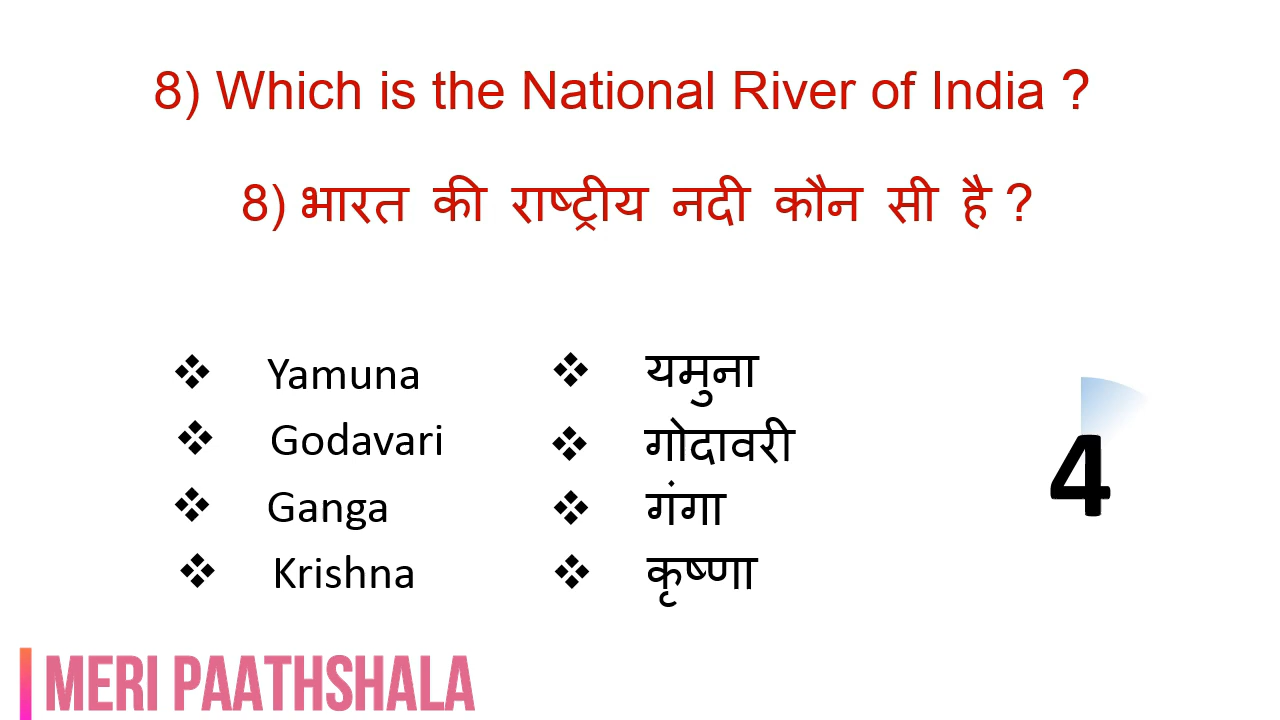 8) Which is the National River of India ?
8) भारत की राष्ट्रीय नदी कौन सी है ?
❖ Yamuna ❖ यमुना
❖ Godavari ❖ गोदावरी
❖ Ganga ❖ गंगा
❖ Krishna ❖ कृष्णा
4
MERI PAATHSHALA